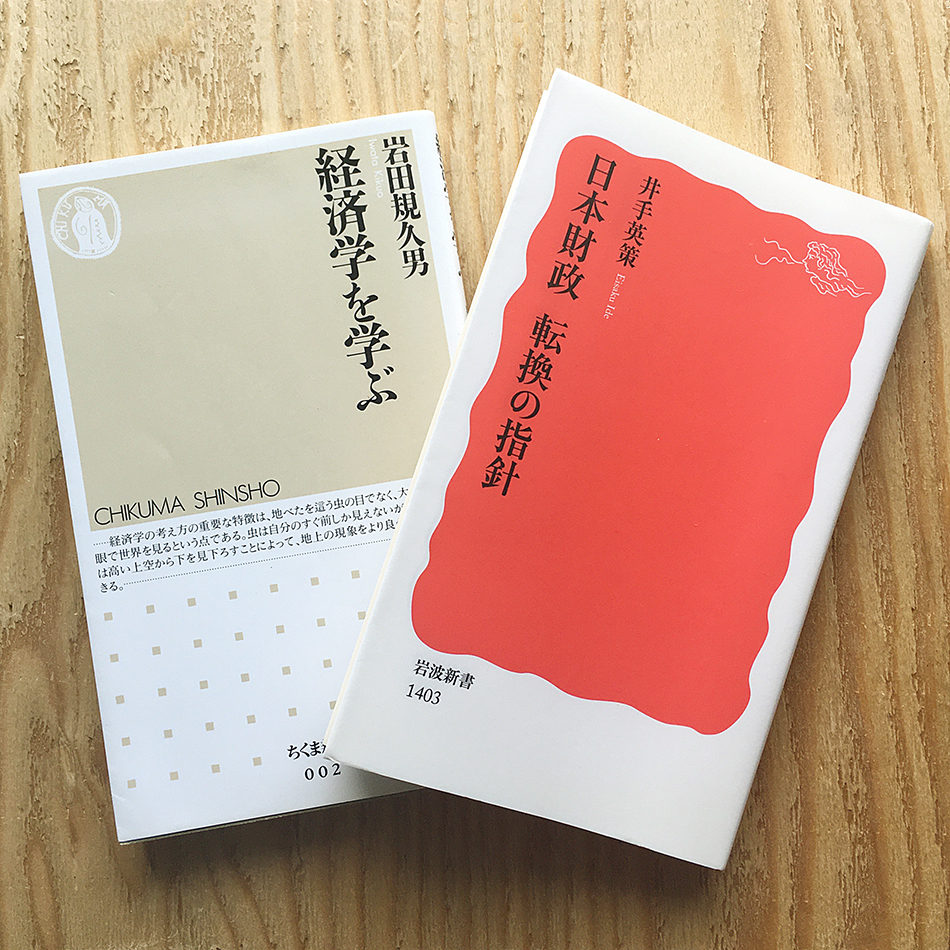 岩田規久男
Iwata Kikuo
経済学を学ぶ
CHIKUMA SHINSHO
……経済学の考え方の重要な特徴は、地べたを這う虫の目でなく、大
眼で世界を見るという点である。虫は自分のすぐ前しか見えないが
は高い上空から下を見下ろすことによって、地上の現象をより良く
きる。
ちくま
002
井手英策
Eisaku Ide
日本財政 転換の指針
岩波新書
1403